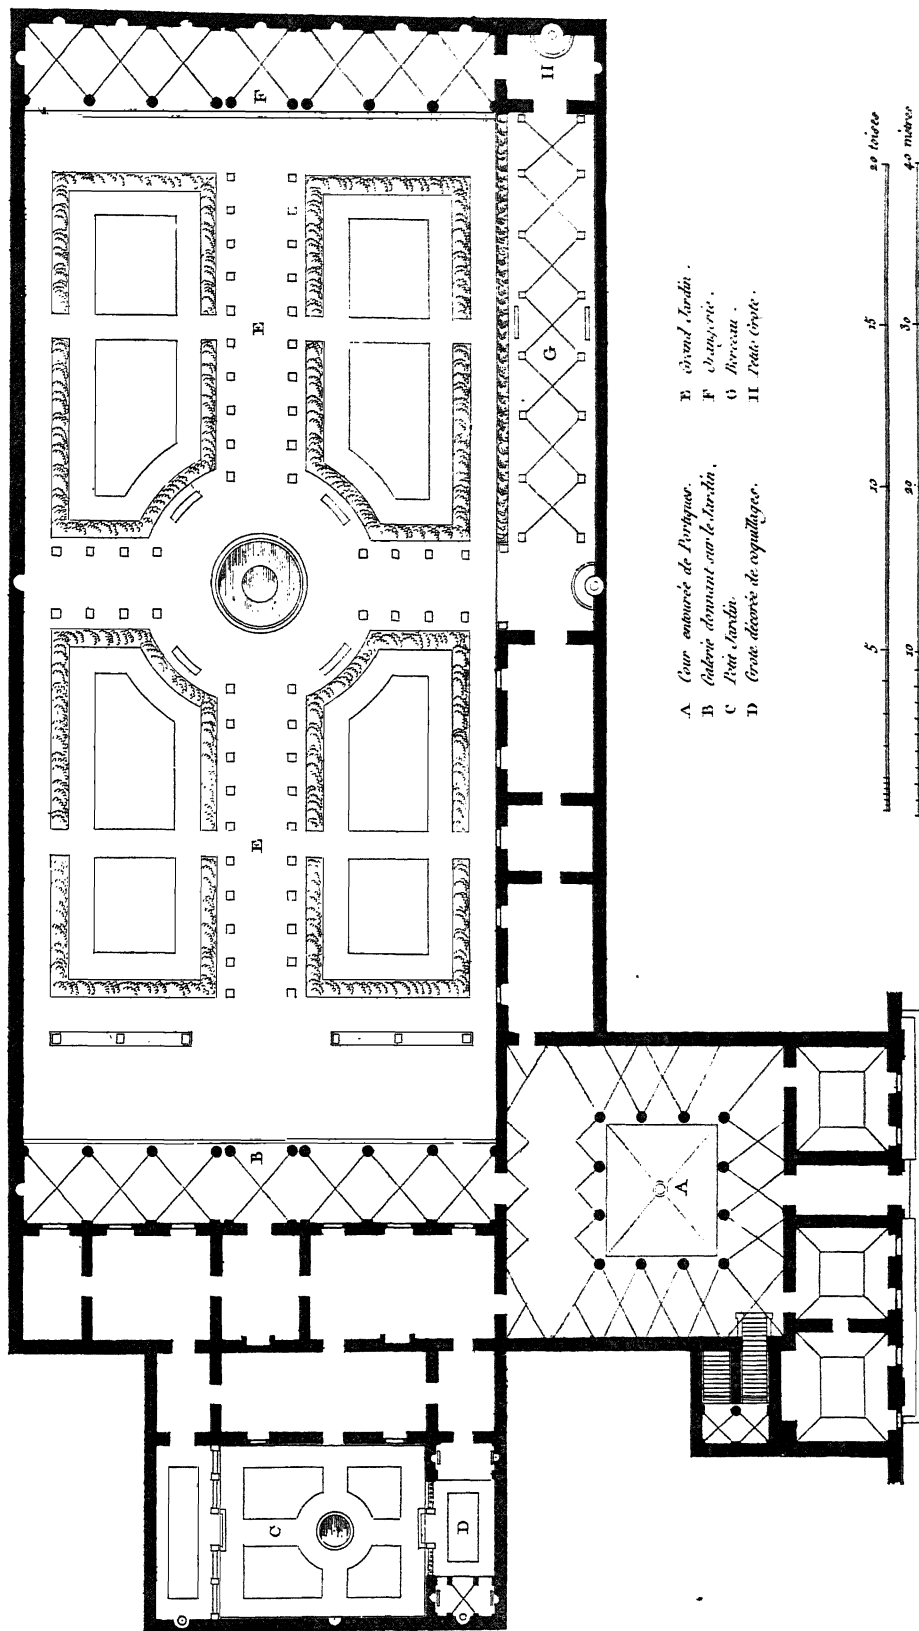 A Cour entourée de Portiques.
B Galerie donnant sur le Jardin.
C Petit Jardin.
D Grote décorée de coquillages.
E Grand Jardin.
F Orangerie.
G Berceau.
H Petite Grote.
5 10 15 20 toises
10 20 30 40 mètres
F
H
E
G
E
B
A
C
D